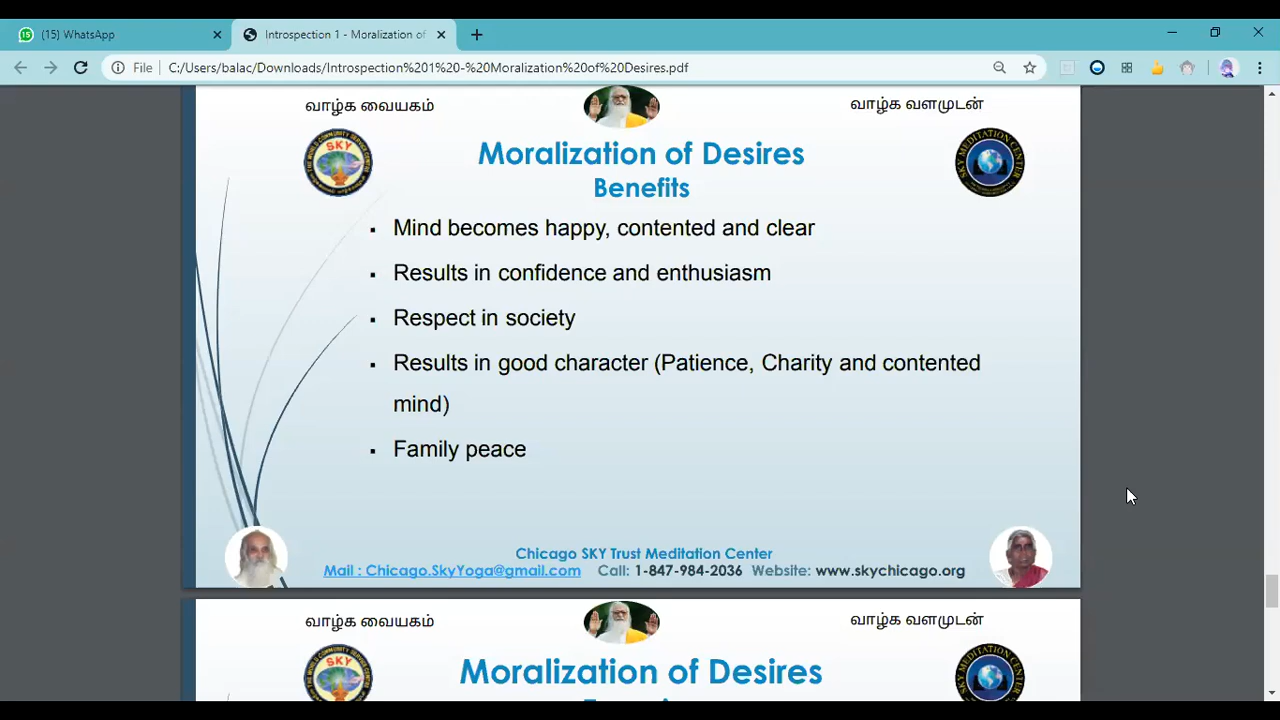 (15) WhatsApp
Introspection 1 - Moralization of
File C:/Users/balac/Downloads/Introspection%201%20-%20Moralization%20of%20Desires.pdf
வாழ்க வையகம் வாழ்க வளமுடன்
Moralization of Desires
Benefits
▪ Mind becomes happy, contented and clear
▪ Results in confidence and enthusiasm
▪ Respect in society
▪ Results in good character (Patience, Charity and contented
mind)
▪ Family peace
Chicago SKY Trust Meditation Center
Mail : Chicago.SkyYoga@gmail.com Call: 1-847-984-2036 Website: www.skychicago.org
வாழ்க வையகம் வாழ்க வளமுடன்
SKY
Moralization of Desires